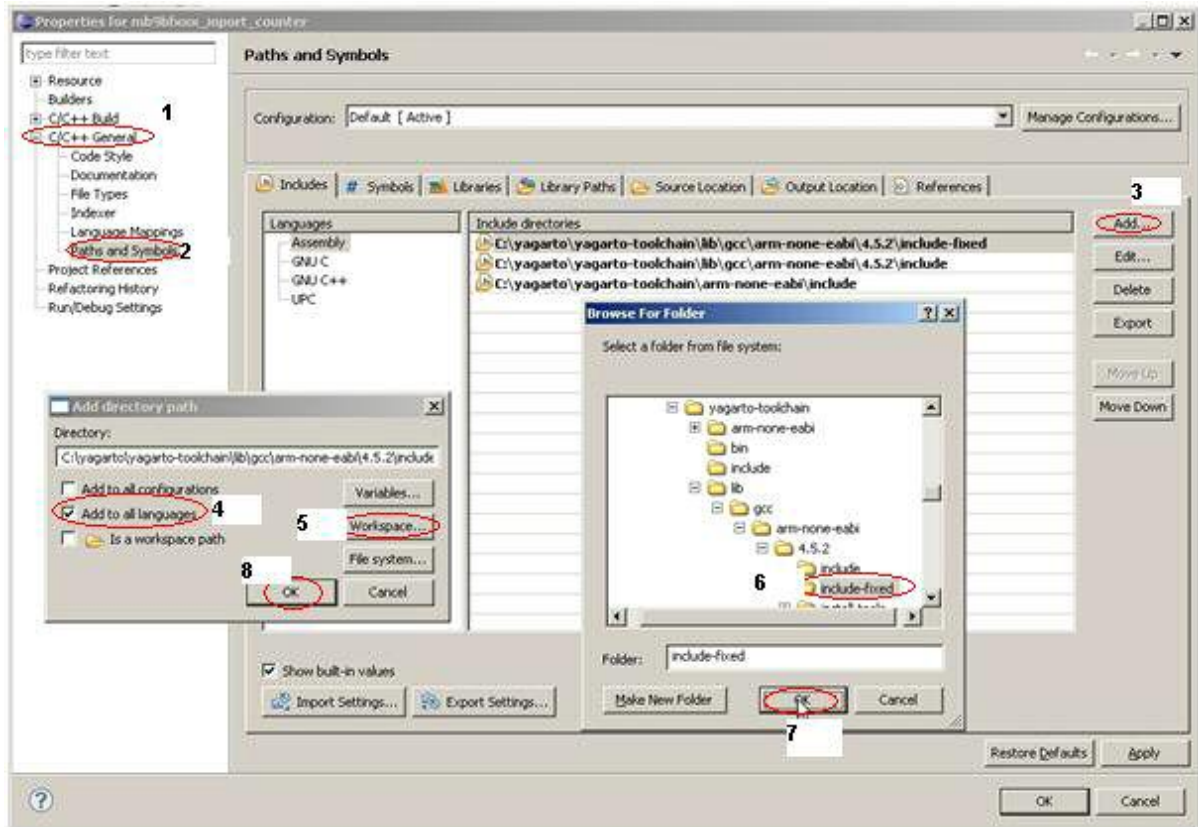 Properties for mb9bfxxx_inport_counter
type filter text
Paths and Symbols
Resource
Builders
C/C++ Build
1
C/C++ General
Code Style
Documentation
File Types
Indexer
Language Mappings
Paths and Symbols
2
Project References
Refactoring History
Run/Debug Settings
Configuration: Default [ Active ]
Manage Configurations...
Includes # Symbols Libraries Library Paths Source Location Output Location References
3
Languages
Assembly
GNU C
GNU C++
UPC
Include directories
C:\yagarto\yagarto-toolchain\lib\gcc\arm-none-eabi\4.5.2\include-fixed
C:\yagarto\yagarto-toolchain\lib\gcc\arm-none-eabi\4.5.2\include
C:\yagarto\yagarto-toolchain\arm-none-eabi\include
Add...
Edit...
Delete
Export
Move Up
Move Down
Browse For Folder
Select a folder from file system:
yagarto-toolchain
arm-none-eabi
bin
include
lib
gcc
arm-none-eabi
4.5.2
include
6
include-fixed
install-tools
Folder: include-fixed
Make New Folder
OK
Cancel
7
Add directory path
Directory:
C:\yagarto\yagarto-toolchain\lib\gcc\arm-none-eabi\4.5.2\include
Add to all configurations
Variables...
Add to all languages
4
5
Workspace...
Is a workspace path
File system...
8
OK
Cancel
Show built-in values
Import Settings...
Export Settings...
Restore Defaults
Apply
OK
Cancel